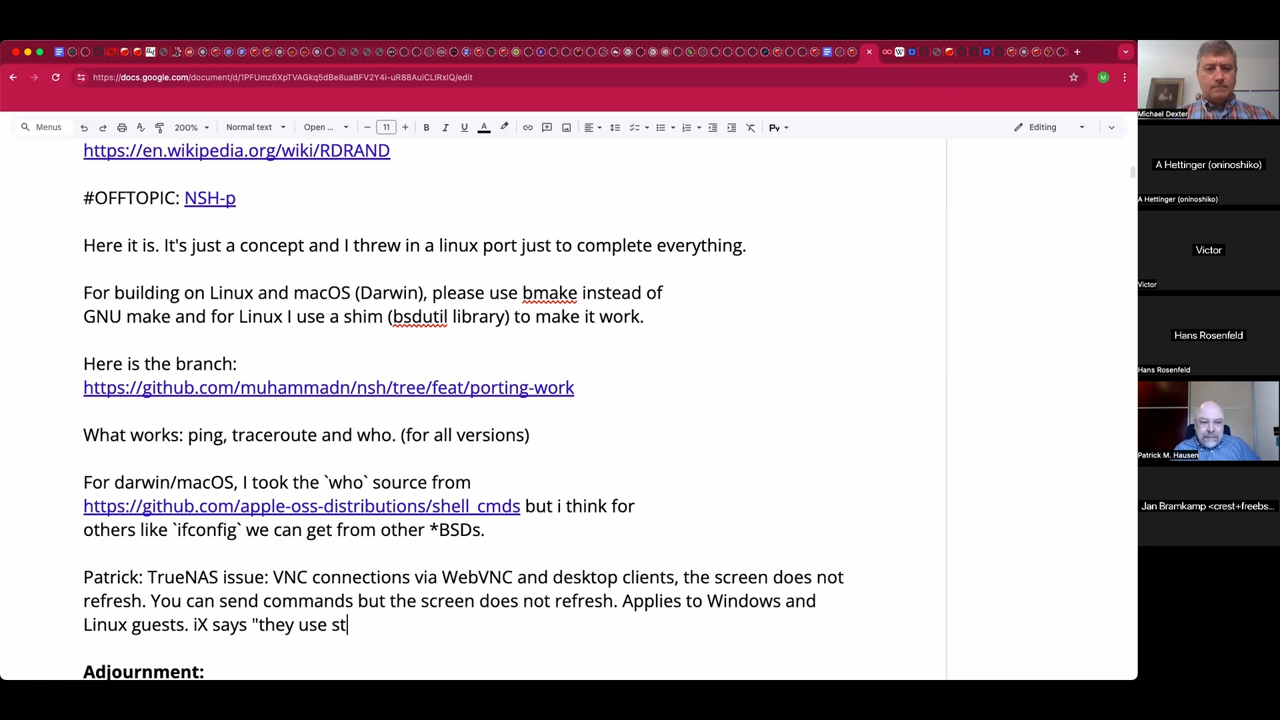 https://docs.google.com/document/d/1PFUmz6XpTVAGkq5dBe8uaBFV2Y4i-uR88AuiCLIRxIQ/edit
M
Menus
200%
Normal text
Open ...
11
Editing
https://en.wikipedia.org/wiki/RDRAND
#OFFTOPIC: NSH-p
Here it is. It's just a concept and I threw in a linux port just to complete everything.
For building on Linux and macOS (Darwin), please use bmake instead of
GNU make and for Linux I use a shim (bsdutil library) to make it work.
Here is the branch:
https://github.com/muhammadn/nsh/tree/feat/porting-work
What works: ping, traceroute and who. (for all versions)
For darwin/macOS, I took the `who` source from
https://github.com/apple-oss-distributions/shell_cmds but i think for
others like `ifconfig` we can get from other *BSDs.
Patrick: TrueNAS issue: VNC connections via WebVNC and desktop clients, the screen does not
refresh. You can send commands but the screen does not refresh. Applies to Windows and
Linux guests. iX says "they use st
Adjournment:
Michael Dexter
A Hettinger (oninoshiko)
A Hettinger (oninoshiko)
Victor
Victor
Hans Rosenfeld
Hans Rosenfeld
Patrick M. Hausen
Jan Bramkamp <crest+freebs...